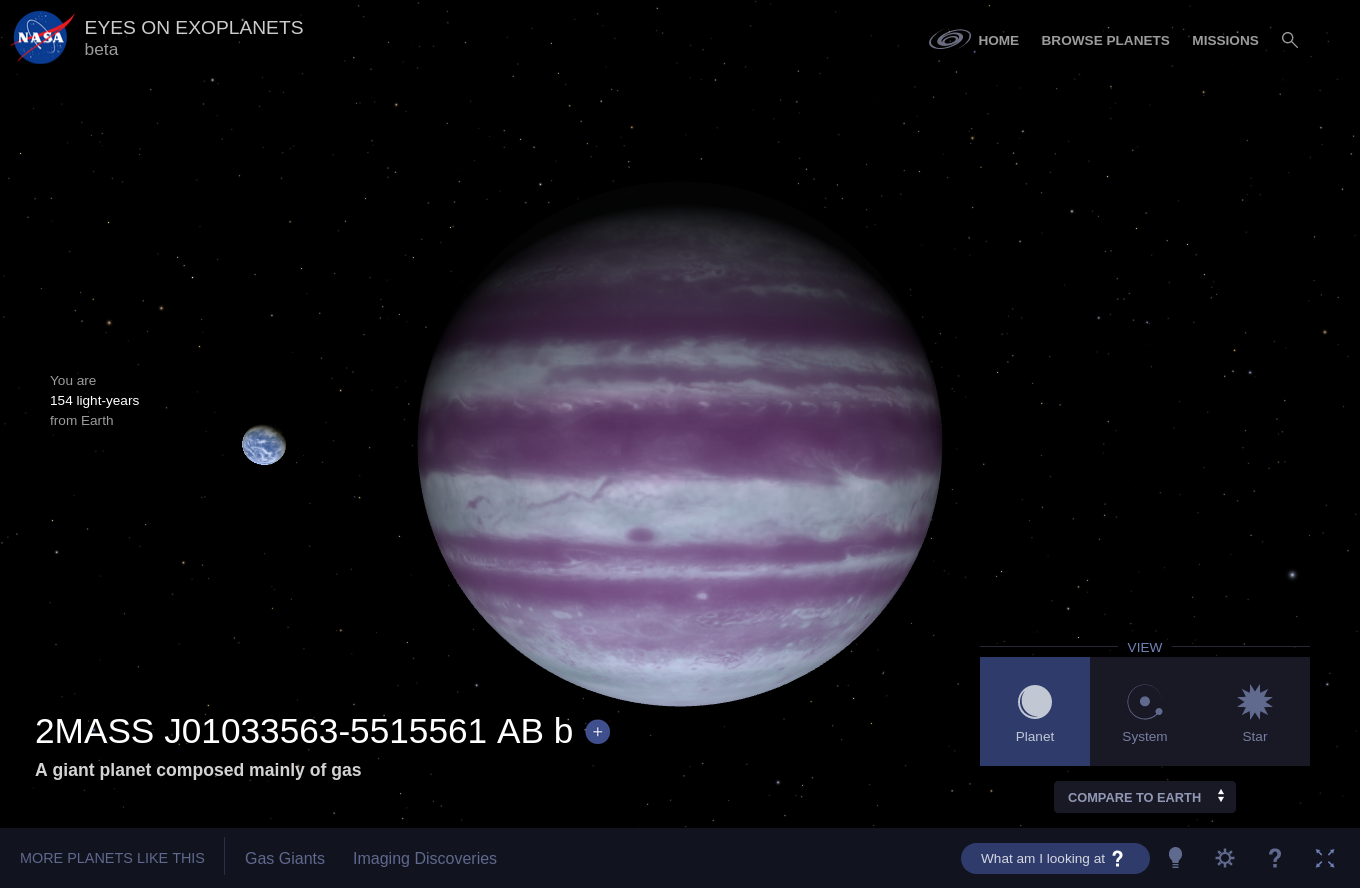 NASA
EYES ON EXOPLANETS
beta
HOME
BROWSE PLANETS
MISSIONS
You are
154 light-years
from Earth
VIEW
Planet
System
Star
2MASS J01033563-5515561 AB b +
A giant planet composed mainly of gas
COMPARE TO EARTH
MORE PLANETS LIKE THIS
Gas Giants
Imaging Discoveries
What am I looking at ?
?